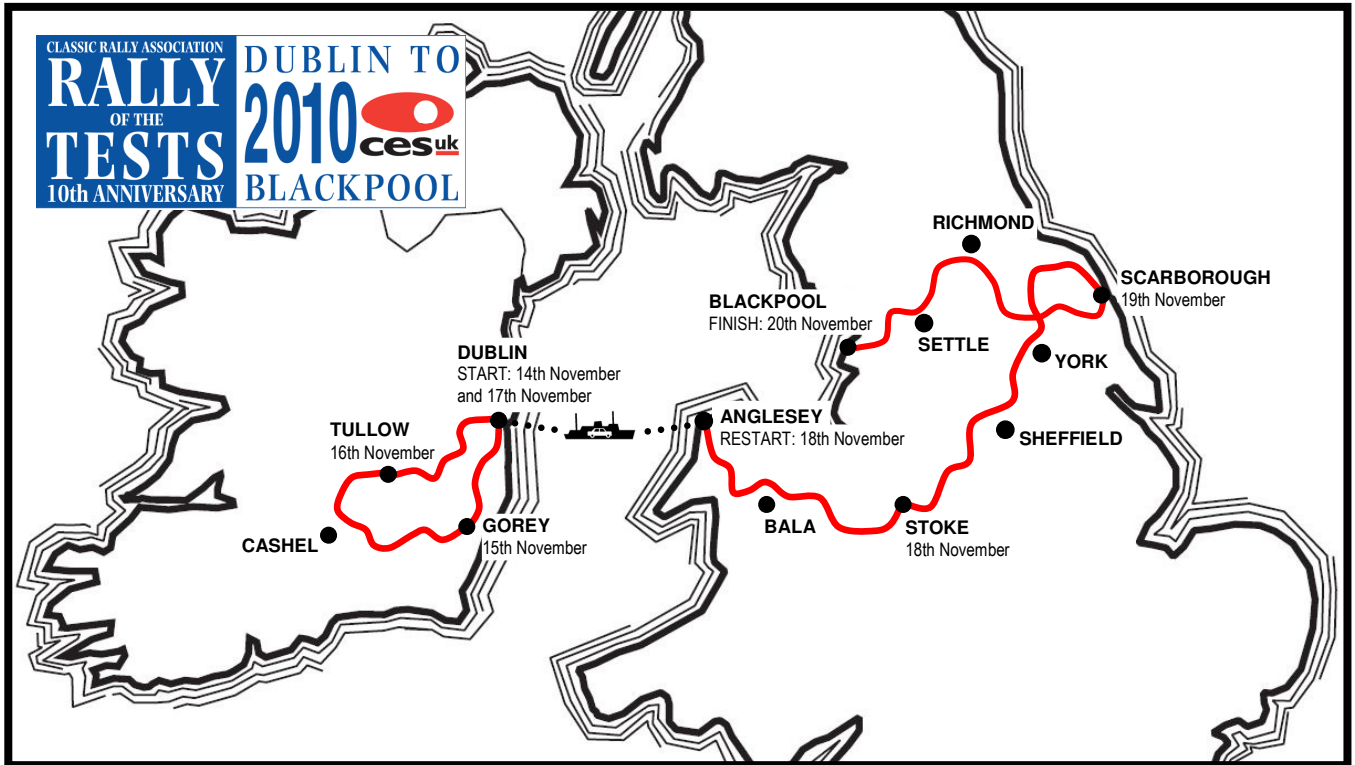 CLASSIC RALLY ASSOCIATION
RALLY
OF THE
TESTS
10th ANNIVERSARY
DUBLIN TO
2010
cesuk
BLACKPOOL
RICHMOND
SCARBOROUGH
19th November
BLACKPOOL
FINISH: 20th November
SETTLE
YORK
DUBLIN
START: 14th November
and 17th November
TULLOW
16th November
ANGLESEY
RESTART: 18th November
SHEFFIELD
CASHEL
GOREY
15th November
BALA
STOKE
18th November